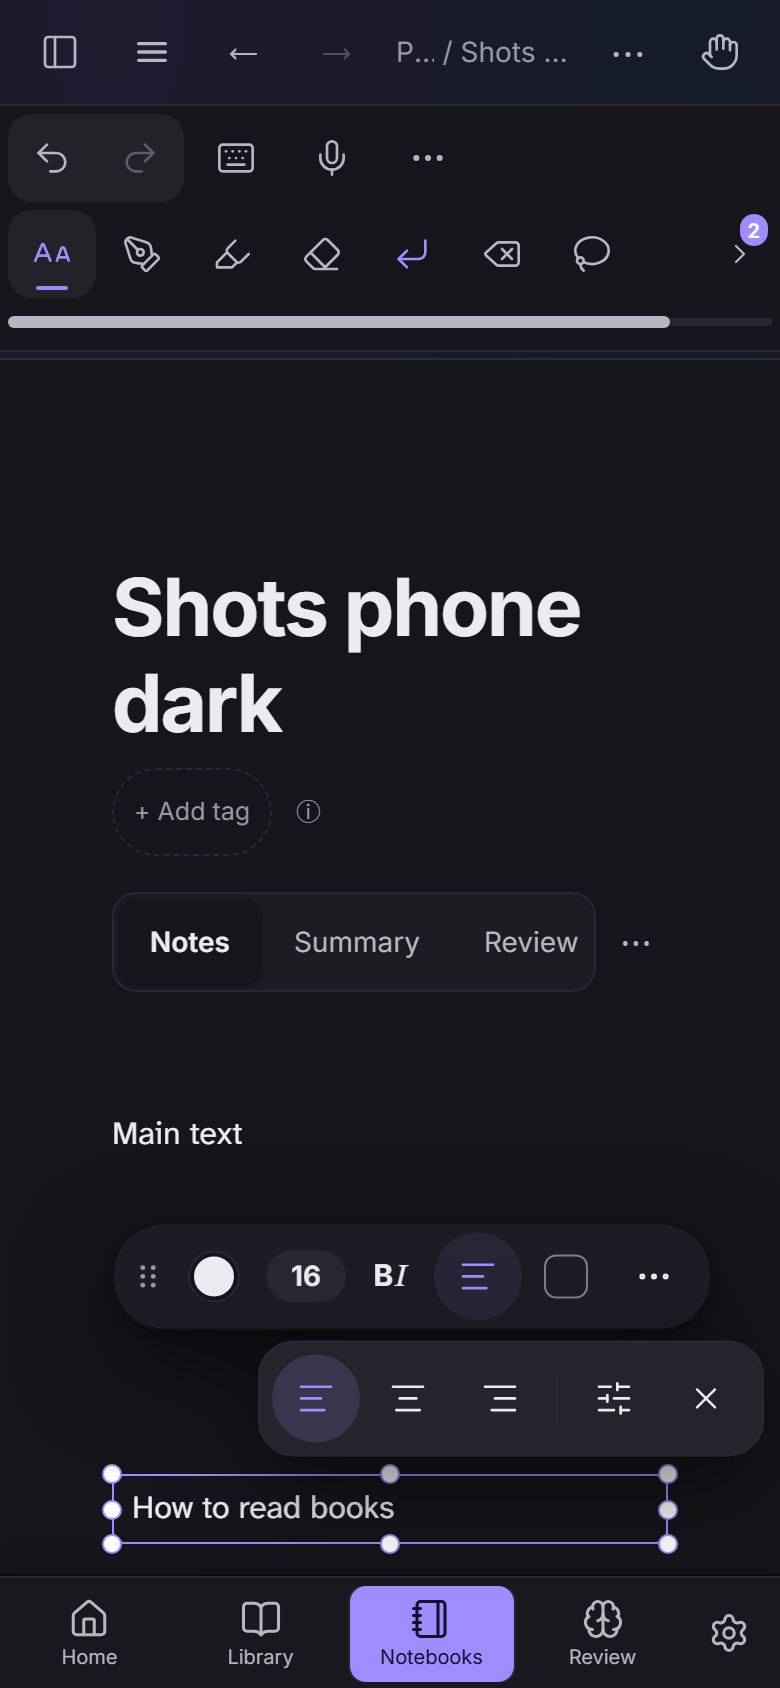 P... / Shots ...
AA
2
Shots phone
dark
+ Add tag
Notes Summary Review
Main text
16 BI
How to read books
Home Library Notebooks Review